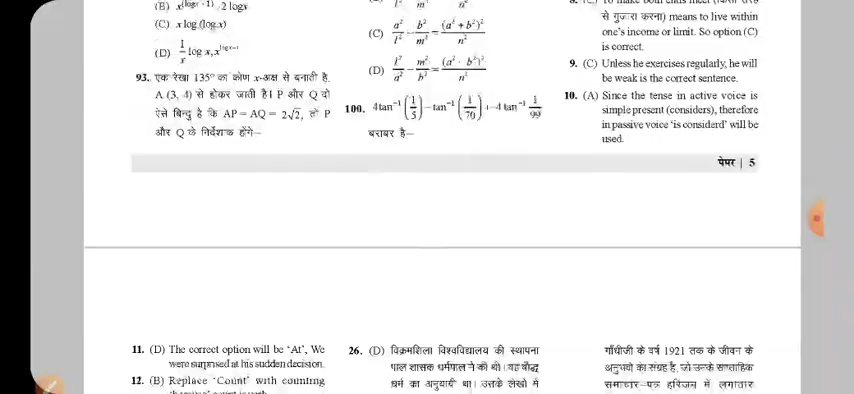 (B) x^(logx - 1) . 2 logx
(C) x log (log x)
(D) 1/x log x, x^logx-x
93. एक रेखा 135° का कोण x-अक्ष से बनाती है.
A (3, 4) से होकर जाती है। P और Q दो
ऐसे बिन्दु है कि AP = AQ = 2√2, तो P
और Q के निर्देशांक होंगे—
(C) a²/l² b²/m² = (a² + b²)²/n²
(D) l²/a² – m²/b² = (a² b²)²/n²
100. 4tan⁻¹ (1/5) – tan⁻¹ (1/70) + 4 tan⁻¹ 1/99
बराबर है—
से गुजारा करना) means to live within
one's income or limit. So option (C)
is correct.
9. (C) Unless he exercises regularly, he will
be weak is the correct sentence.
10. (A) Since the tense in active voice is
simple present (considers), therefore
in passive voice 'is considerd' will be
used.
पेपर | 5
11. (D) The correct option will be 'At', We
were surprised at his sudden decision.
12. (B) Replace 'Count' with counting
26. (D) विक्रमशिला विश्वविद्यालय की स्थापना
पाल शासक धर्मपाल ने की थी। वह बौद्ध
धर्म का अनुयायी था। उसके लेखों में
गाँधीजी के वर्ष 1921 तक के जीवन के
अनुभवों का संग्रह है, जो उनके साप्ताहिक
समाचार-पत्र हरिजन में लगातार